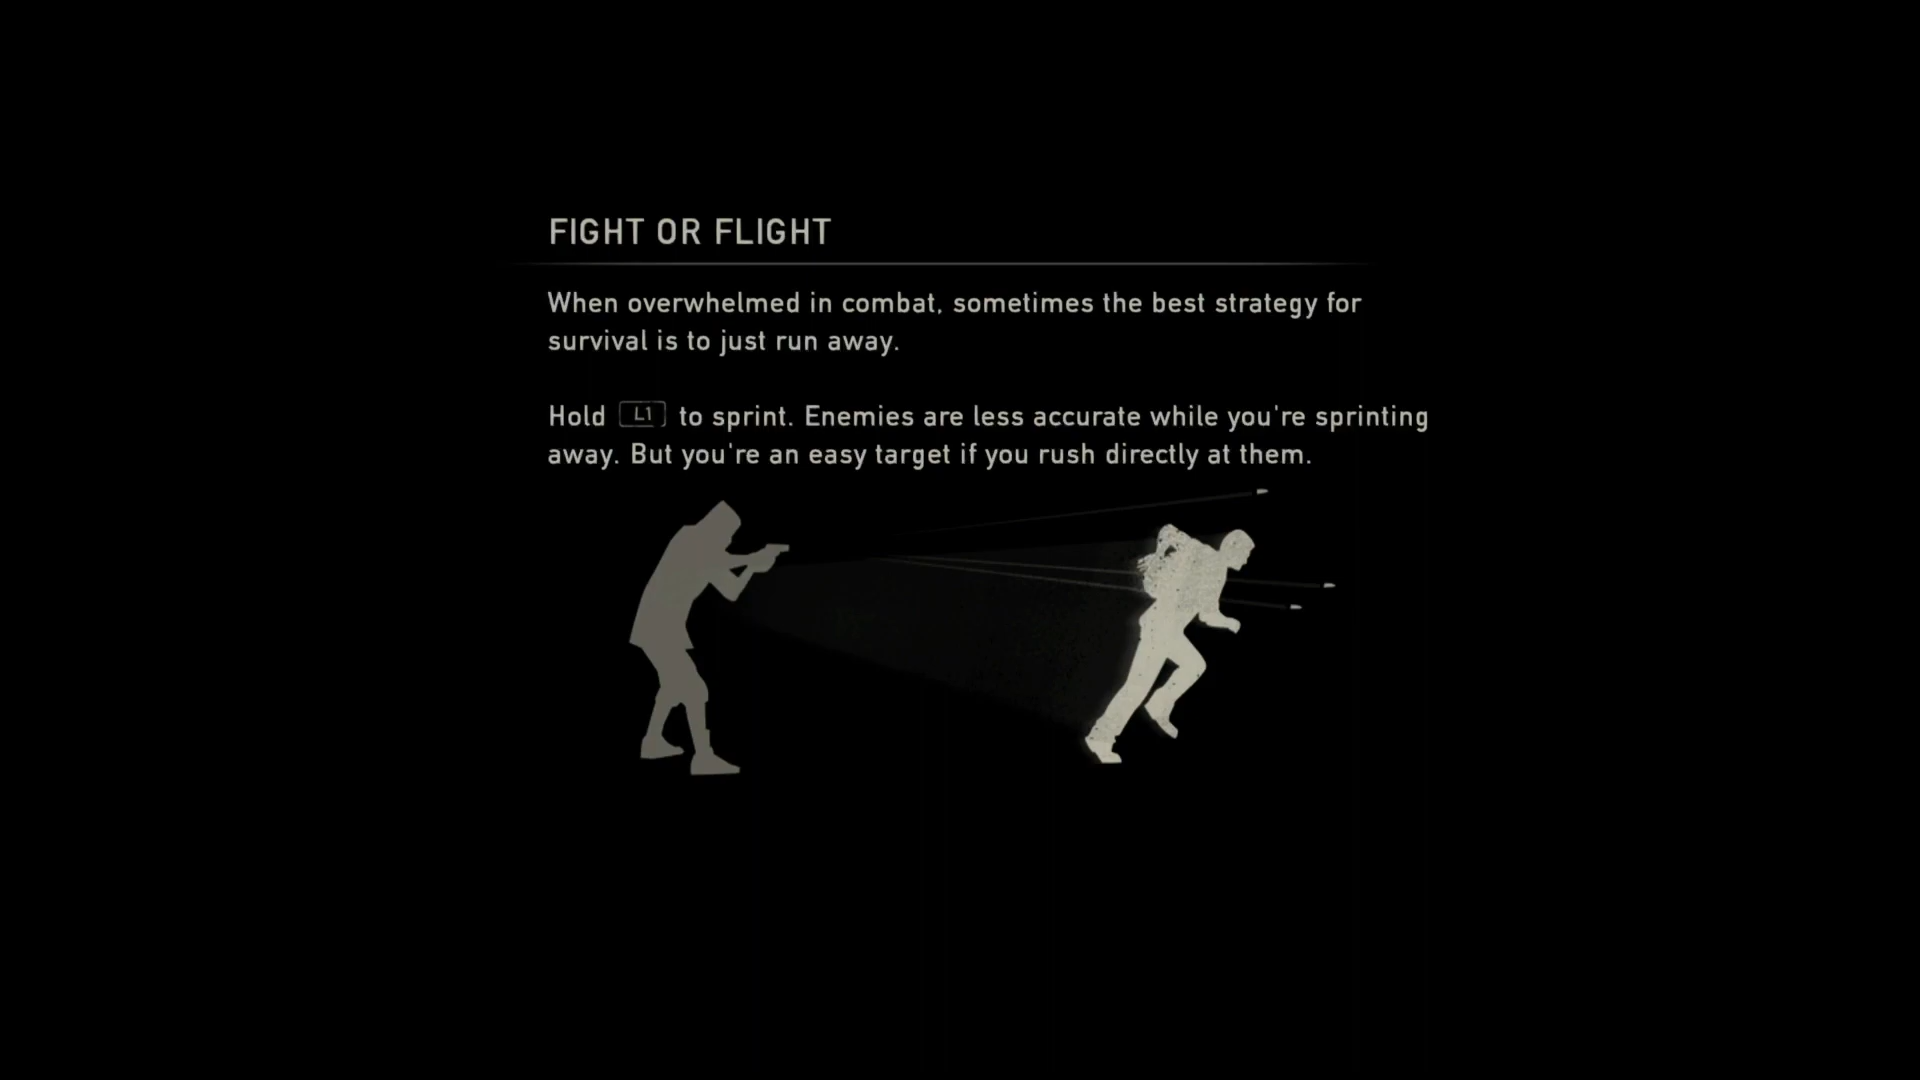 FIGHT OR FLIGHT
When overwhelmed in combat, sometimes the best strategy for
survival is to just run away.
Hold L1 to sprint. Enemies are less accurate while you're sprinting
away. But you're an easy target if you rush directly at them.